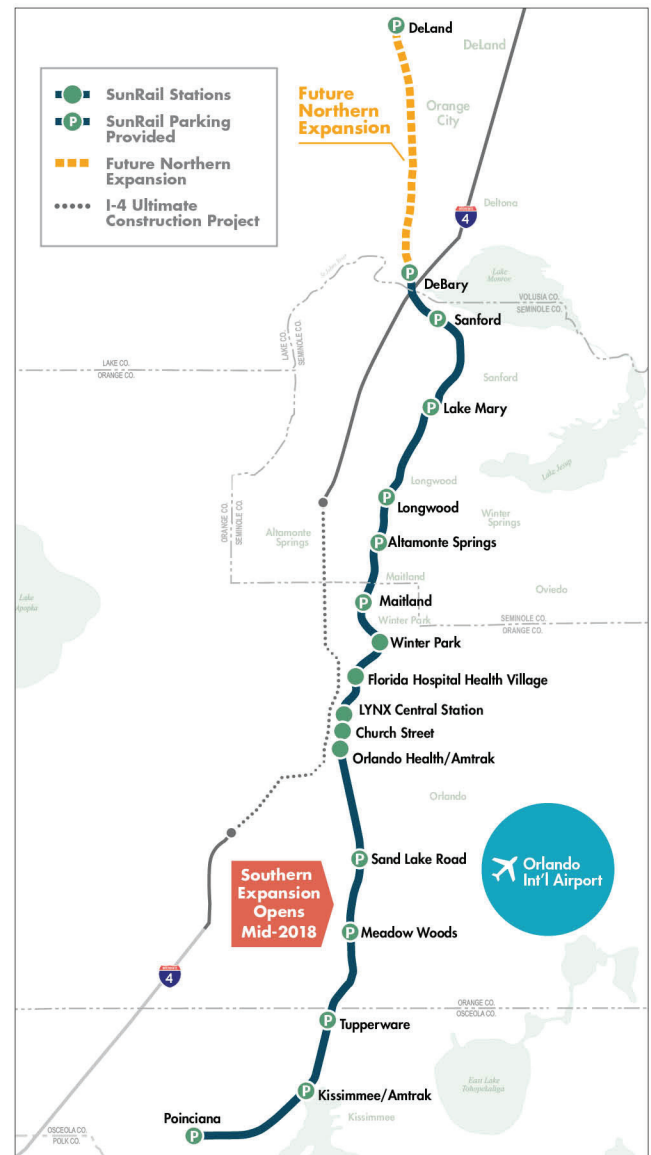 DeLand
DeLand
SunRail Stations
SunRail Parking
Provided
Future Northern
Expansion
I-4 Ultimate
Construction Project
Future
Northern
Expansion
Orange
City
Deltona
4
DeBary
Lake
Monroe
St Johns River
VOLUSIA CO.
SEMINOLE CO.
Sanford
LAKE CO.
SEMINOLE CO.
LAKE CO.
ORANGE CO.
Sanford
Lake Mary
Lake Jesup
Longwood
Longwood
ORANGE CO.
SEMINOLE CO.
Altamonte
Springs
Winter
Springs
Altamonte Springs
Maitland
Oviedo
Lake
Apopka
Maitland
Winter Park
SEMINOLE CO.
ORANGE CO.
Winter Park
Florida Hospital Health Village
LYNX Central Station
Church Street
Orlando Health/Amtrak
Orlando
Sand Lake Road
Orlando
Int'l Airport
Southern
Expansion
Opens
Mid-2018
Meadow Woods
4
ORANGE CO.
OSCEOLA CO.
Tupperware
East Lake
Tohopekaliga
Kissimmee/Amtrak
Poinciana
Kissimmee
OSCEOLA CO.
POLK CO.